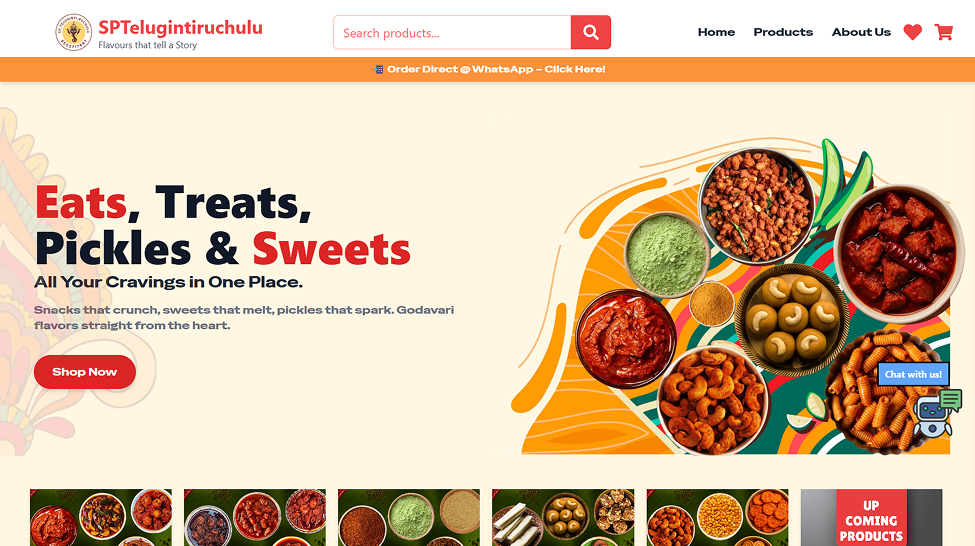 SPTelugintiruchulu
Flavours that tell a Story
Search products...
Home
Products
About Us
Order Direct @ WhatsApp – Click Here!
Eats, Treats,
Pickles & Sweets
All Your Cravings in One Place.
Snacks that crunch, sweets that melt, pickles that spark. Godavari
flavors straight from the heart.
Shop Now
Chat with us!
UP
COMING
PRODUCTS